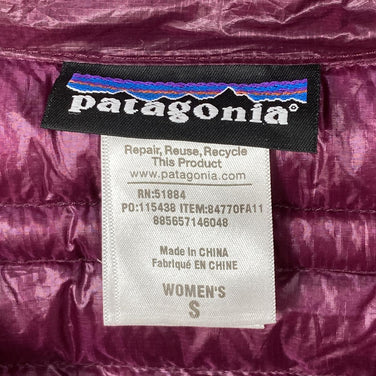 patagonia®
Repair, Reuse, Recycle
This Product
www.patagonia.com
RN:51884
PO:115438 ITEM:84770FA11
885657146048
Made in CHINA
Fabriqué EN CHINE
WOMEN'S
S